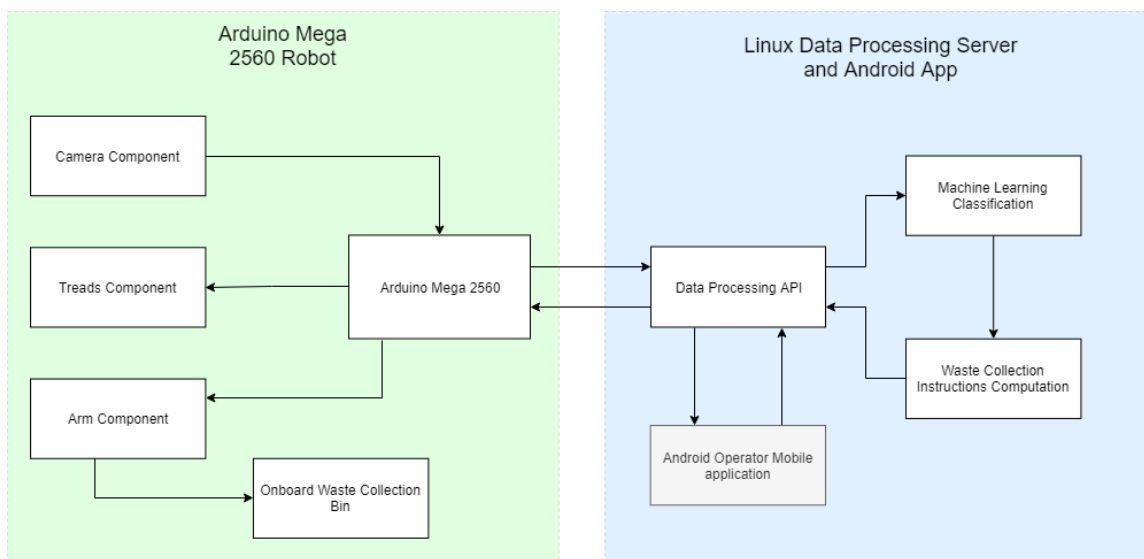 Arduino Mega
2560 Robot
Camera Component
Treads Component
Arduino Mega 2560
Arm Component
Onboard Waste Collection
Bin
Linux Data Processing Server
and Android App
Machine Learning
Classification
Data Processing API
Waste Collection
Instructions Computation
Android Operator Mobile
application